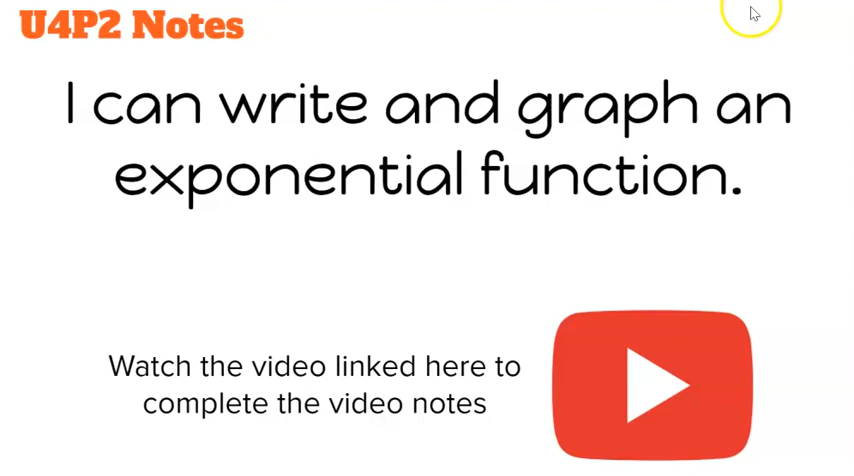 U4P2 Notes
I can write and graph an
exponential function.
Watch the video linked here to
complete the video notes